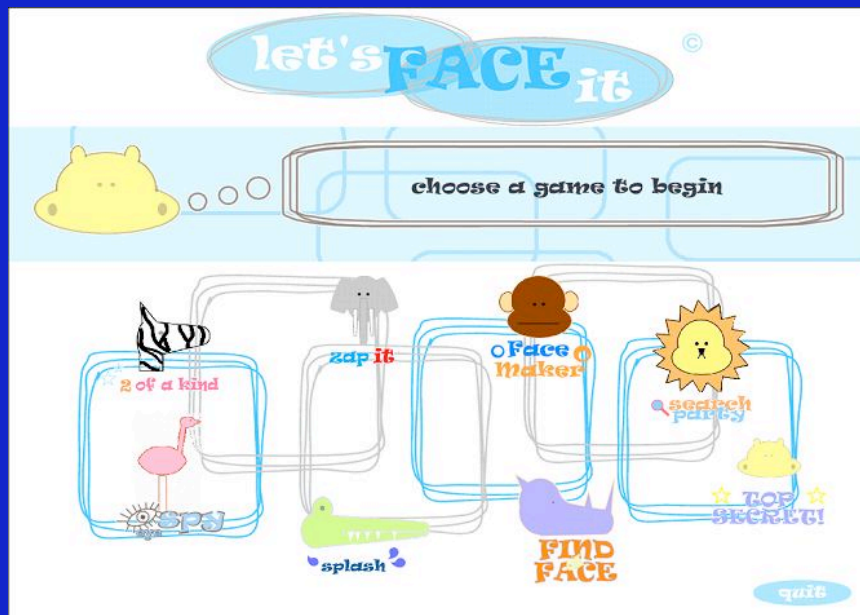 let's FACE it ©
choose a game to begin
2 of a kind
zap it
Face
Maker
search
party
eye spy
splash
FIND
FACE
TOP
SECRET!
quit